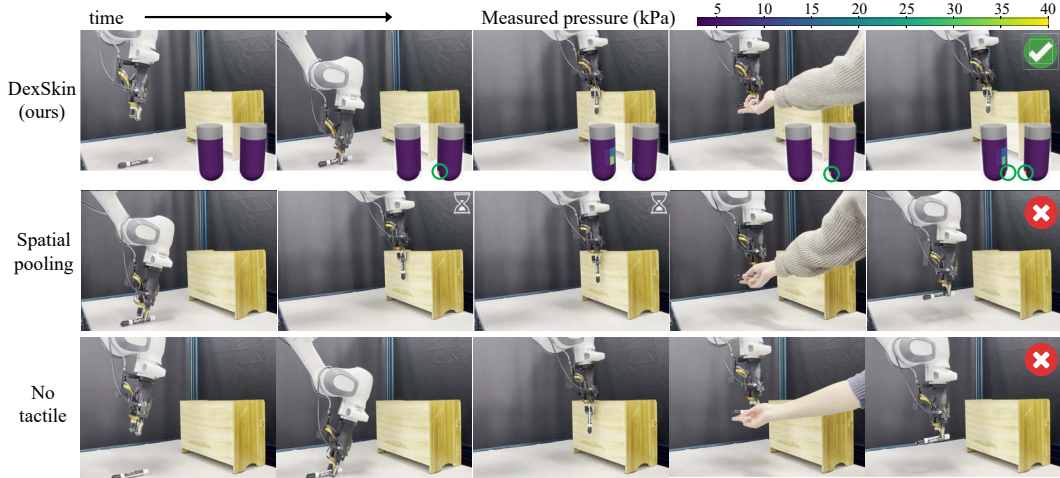 time
Measured pressure (kPa)
5 10 15 20 25 30 35 40
DexSkin
(ours)
Spatial
pooling
No
tactile